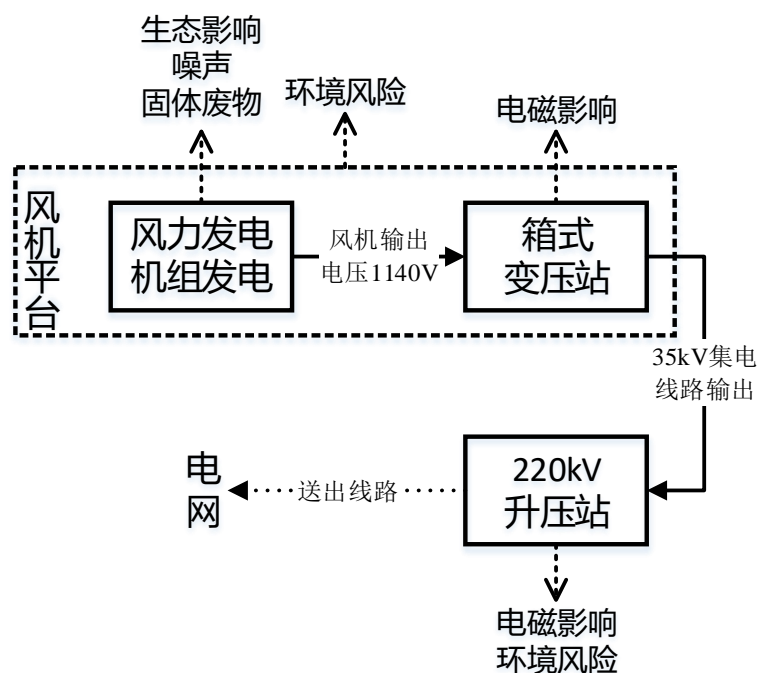 生态影响
噪声
固体废物
环境风险
电磁影响
风机平台
风力发电
机组发电
风机输出
电压1140V
箱式
变压站
35kV集电
线路输出
电网
送出线路
220kV
升压站
电磁影响
环境风险